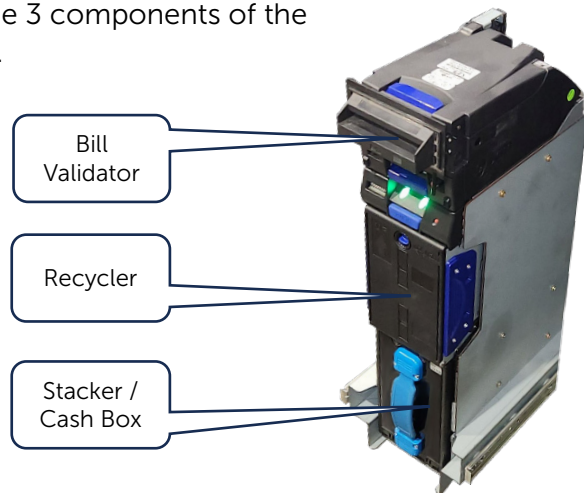 e 3 components of the
Bill
Validator
Recycler
Stacker /
Cash Box